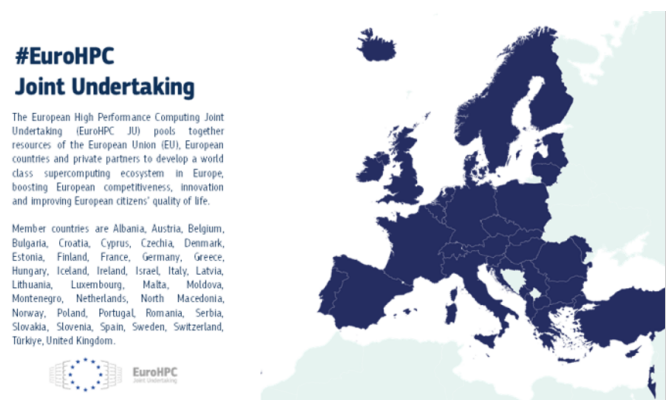 #EuroHPC
Joint Undertaking
The European High Performance Computing Joint
Undertaking (EuroHPC JU) pools together
resources of the European Union (EU), European
countries and private partners to develop a world
class supercomputing ecosystem in Europe,
boosting European competitiveness, innovation
and improving European citizens' quality of life.
Member countries are Albania, Austria, Belgium,
Bulgaria, Croatia, Cyprus, Czechia, Denmark,
Estonia, Finland, France, Germany, Greece,
Hungary, Iceland, Ireland, Israel, Italy, Latvia,
Lithuania, Luxembourg, Malta, Moldova,
Montenegro, Netherlands, North Macedonia,
Norway, Poland, Portugal, Romania, Serbia,
Slovakia, Slovenia, Spain, Sweden, Switzerland,
Türkiye, United Kingdom.
EuroHPC
Joint Undertaking